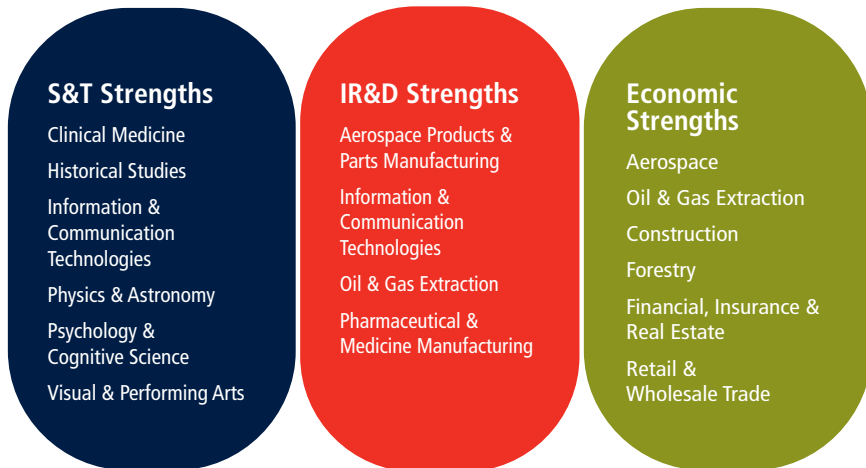 S&T Strengths
Clinical Medicine
Historical Studies
Information &
Communication
Technologies
Physics & Astronomy
Psychology &
Cognitive Science
Visual & Performing Arts
IR&D Strengths
Aerospace Products &
Parts Manufacturing
Information &
Communication
Technologies
Oil & Gas Extraction
Pharmaceutical &
Medicine Manufacturing
Economic
Strengths
Aerospace
Oil & Gas Extraction
Construction
Forestry
Financial, Insurance &
Real Estate
Retail &
Wholesale Trade